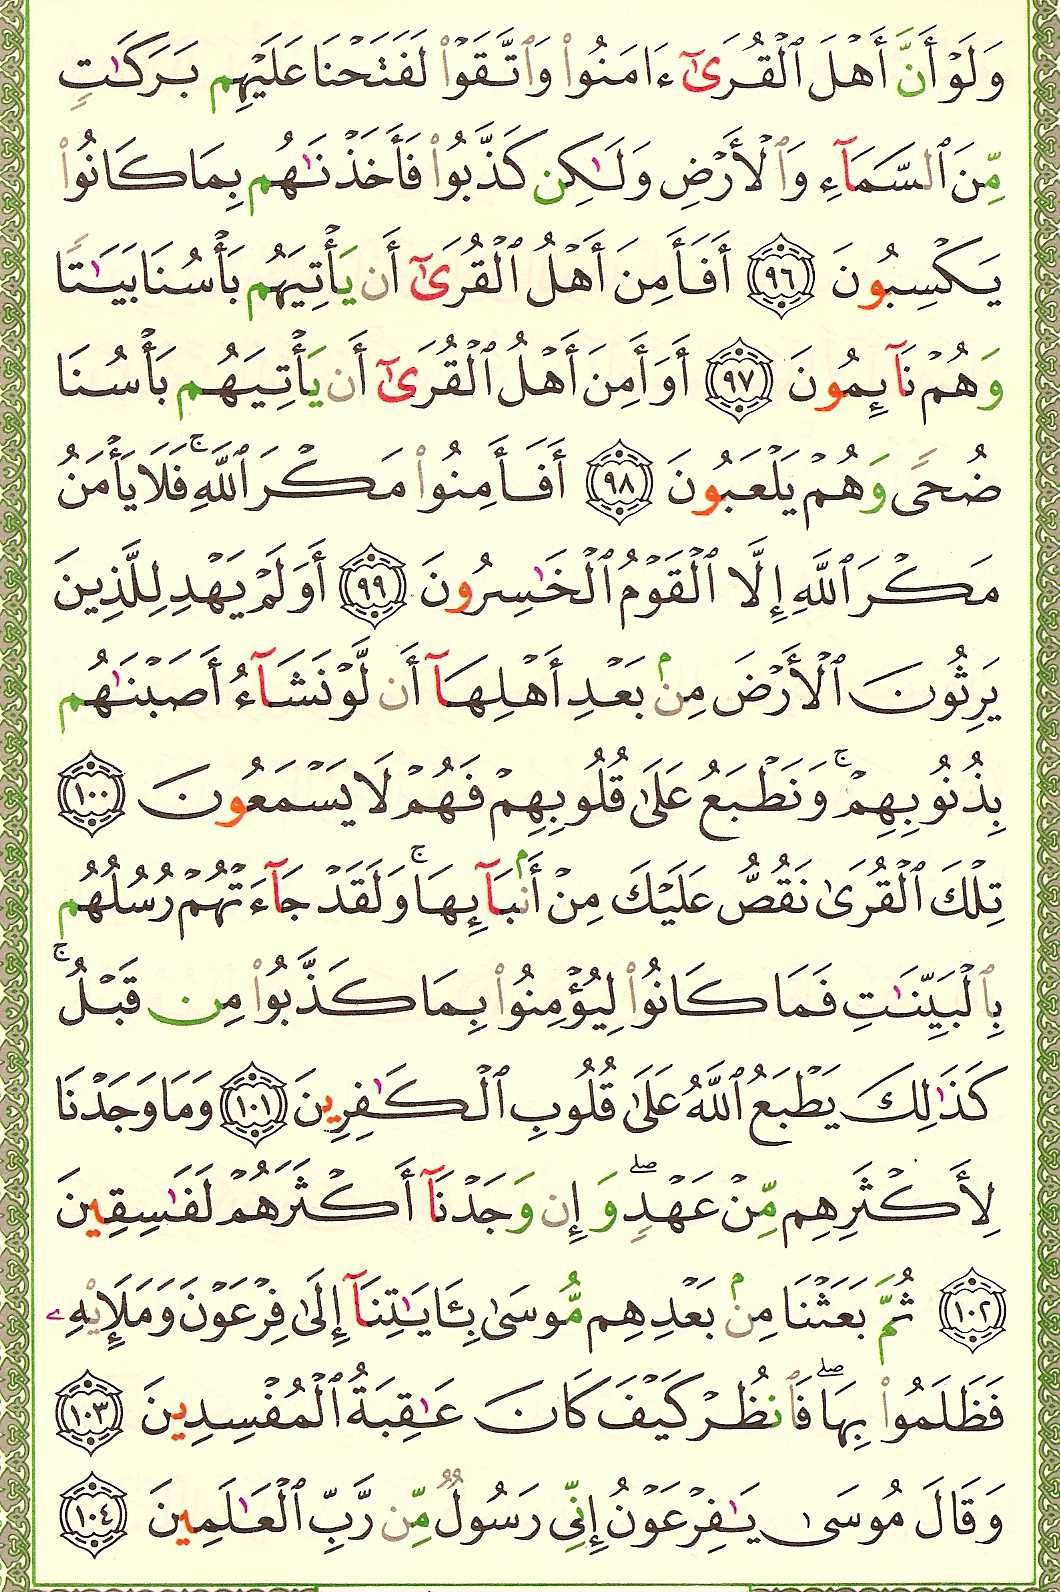 وَلَوْ أَنَّ أَهْلَ ٱلْقُرَىٰٓ ءَامَنُوا۟ وَٱتَّقَوْا۟ لَفَتَحْنَا عَلَيْهِم بَرَكَٰتٍ
مِّنَ ٱلسَّمَآءِ وَٱلْأَرْضِ وَلَٰكِن كَذَّبُوا۟ فَأَخَذْنَٰهُم بِمَا كَانُوا۟
يَكْسِبُونَ ٩٦ أَفَأَمِنَ أَهْلُ ٱلْقُرَىٰٓ أَن يَأْتِيَهُم بَأْسُنَا بَيَٰتًا
وَهُمْ نَآئِمُونَ ٩٧ أَوَأَمِنَ أَهْلُ ٱلْقُرَىٰٓ أَن يَأْتِيَهُم بَأْسُنَا
ضُحًى وَهُمْ يَلْعَبُونَ ٩٨ أَفَأَمِنُوا۟ مَكْرَ ٱللَّهِ ۚ فَلَا يَأْمَنُ
مَكْرَ ٱللَّهِ إِلَّا ٱلْقَوْمُ ٱلْخَٰسِرُونَ ٩٩ أَوَلَمْ يَهْدِ لِلَّذِينَ
يَرِثُونَ ٱلْأَرْضَ مِنۢ بَعْدِ أَهْلِهَآ أَن لَّوْ نَشَآءُ أَصَبْنَٰهُم
بِذُنُوبِهِمْ ۚ وَنَطْبَعُ عَلَىٰ قُلُوبِهِمْ فَهُمْ لَا يَسْمَعُونَ ١٠٠
تِلْكَ ٱلْقُرَىٰ نَقُصُّ عَلَيْكَ مِنْ أَنۢبَآئِهَا ۚ وَلَقَدْ جَآءَتْهُمْ رُسُلُهُم
بِٱلْبَيِّنَٰتِ فَمَا كَانُوا۟ لِيُؤْمِنُوا۟ بِمَا كَذَّبُوا۟ مِن قَبْلُ ۚ
كَذَٰلِكَ يَطْبَعُ ٱللَّهُ عَلَىٰ قُلُوبِ ٱلْكَٰفِرِينَ ١٠١ وَمَا وَجَدْنَا
لِأَكْثَرِهِم مِّنْ عَهْدٍ ۖ وَإِن وَجَدْنَآ أَكْثَرَهُمْ لَفَٰسِقِينَ
١٠٢ ثُمَّ بَعَثْنَا مِنۢ بَعْدِهِم مُّوسَىٰ بِـَٔايَٰتِنَآ إِلَىٰ فِرْعَوْنَ وَمَلَإِي۟هِۦ
فَظَلَمُوا۟ بِهَا ۖ فَٱنظُرْ كَيْفَ كَانَ عَٰقِبَةُ ٱلْمُفْسِدِينَ ١٠٣
وَقَالَ مُوسَىٰ يَٰفِرْعَوْنُ إِنِّى رَسُولٌ مِّن رَّبِّ ٱلْعَٰلَمِينَ ١٠٤